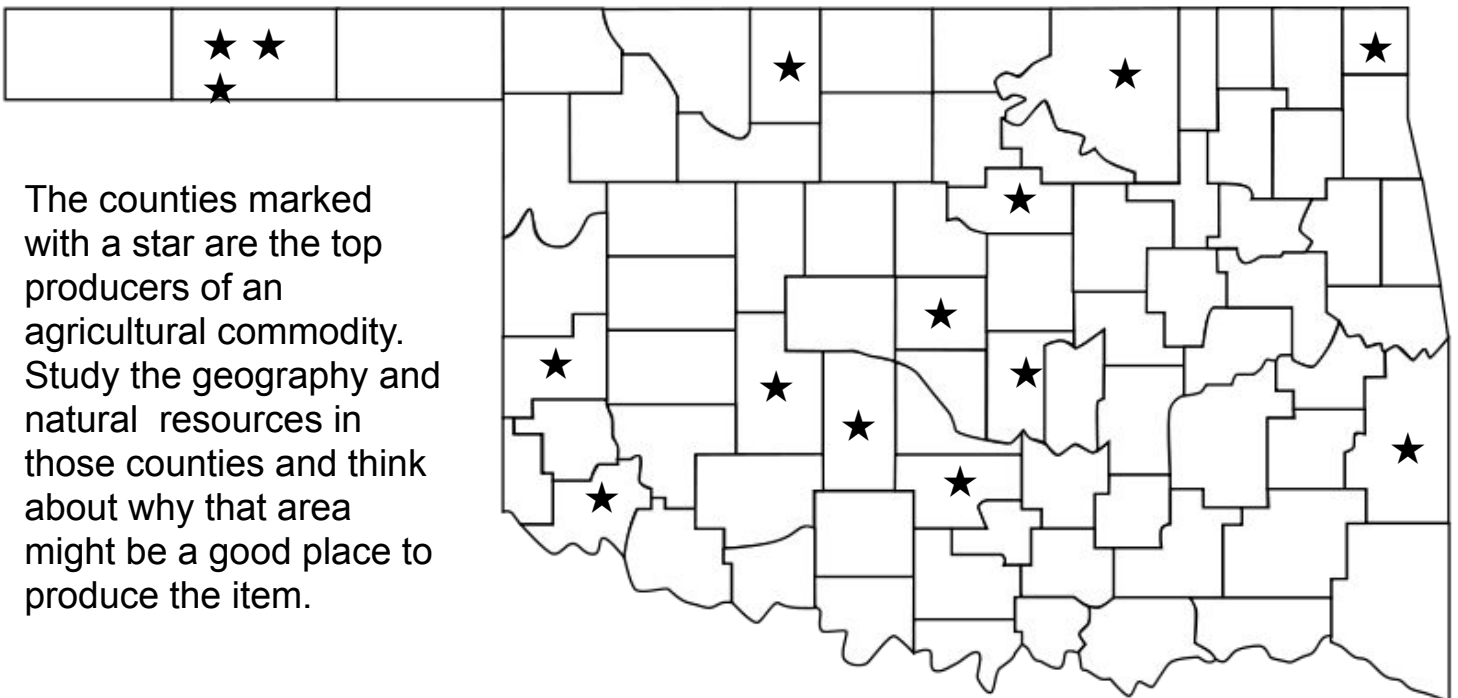 The counties marked
with a star are the top
producers of an
agricultural commodity.
Study the geography and
natural  resources in
those counties and think
about why that area
might be a good place to
produce the item.